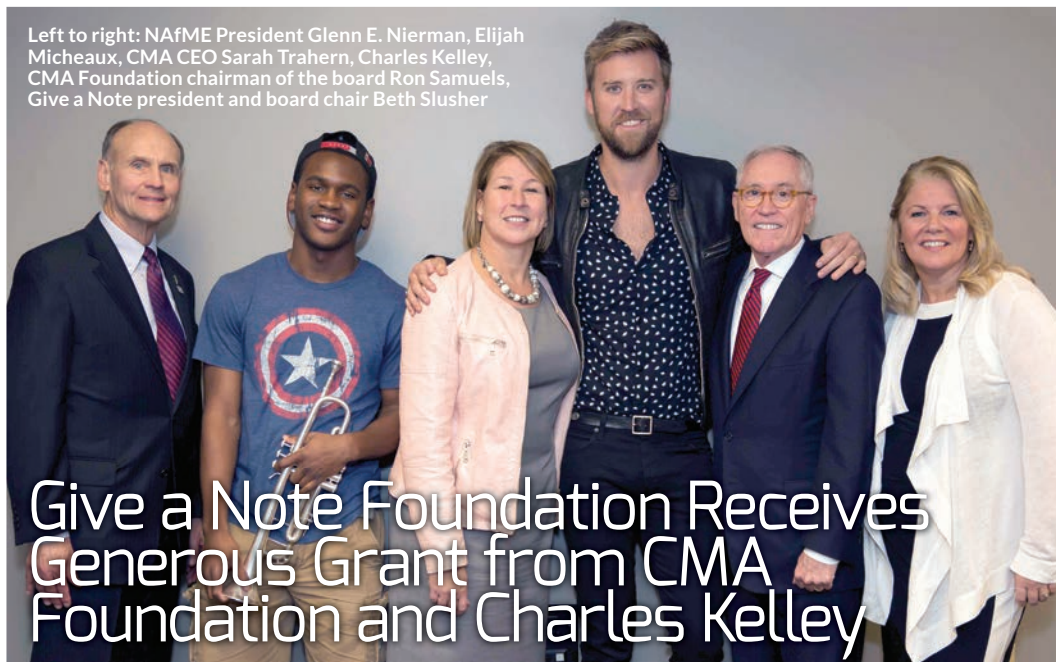 Left to right: NAfME President Glenn E. Nierman, Elijah
Micheaux, CMA CEO Sarah Trahern, Charles Kelley,
CMA Foundation chairman of the board Ron Samuels,
Give a Note president and board chair Beth Slusher
Give a Note Foundation Receives
Generous Grant from CMA
Foundation and Charles Kelley